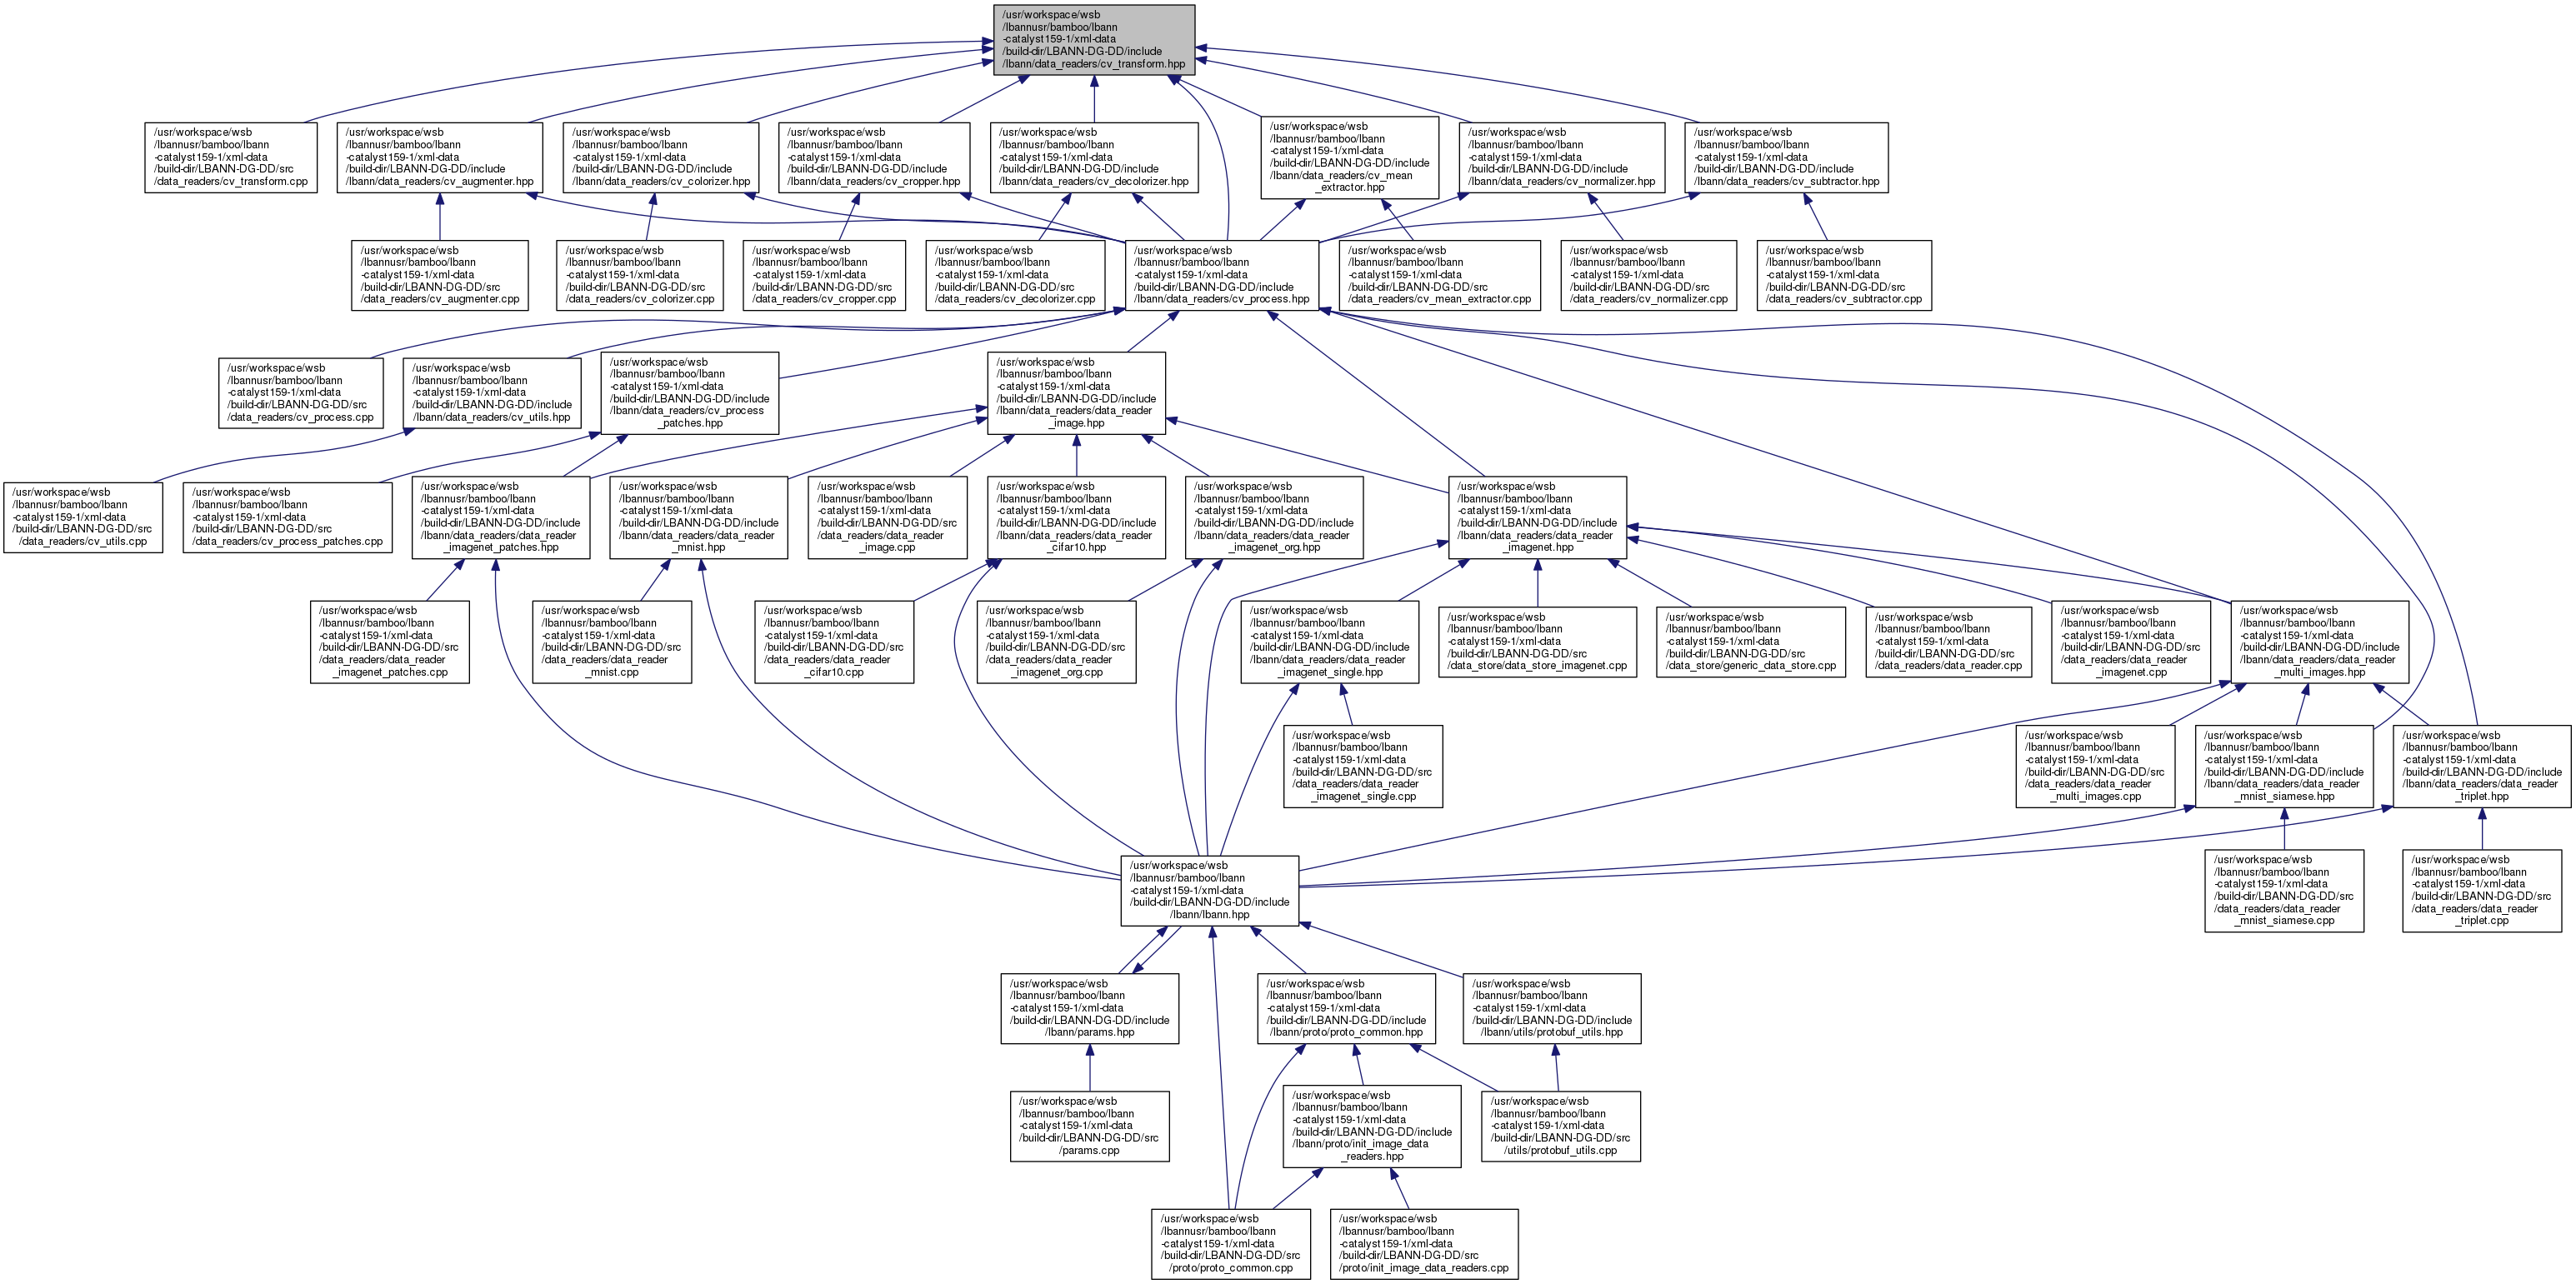 /usr/workspace/wsb
/lbannusr/bamboo/lbann
-catalyst159-1/xml-data
/build-dir/LBANN-DG-DD/include
/lbann/data_readers/cv_transform.hpp
/usr/workspace/wsb
/lbannusr/bamboo/lbann
-catalyst159-1/xml-data
/build-dir/LBANN-DG-DD/src
/data_readers/cv_transform.cpp
/usr/workspace/wsb
/lbannusr/bamboo/lbann
-catalyst159-1/xml-data
/build-dir/LBANN-DG-DD/include
/lbann/data_readers/cv_augmenter.hpp
/usr/workspace/wsb
/lbannusr/bamboo/lbann
-catalyst159-1/xml-data
/build-dir/LBANN-DG-DD/include
/lbann/data_readers/cv_colorizer.hpp
/usr/workspace/wsb
/lbannusr/bamboo/lbann
-catalyst159-1/xml-data
/build-dir/LBANN-DG-DD/include
/lbann/data_readers/cv_cropper.hpp
/usr/workspace/wsb
/lbannusr/bamboo/lbann
-catalyst159-1/xml-data
/build-dir/LBANN-DG-DD/include
/lbann/data_readers/cv_decolorizer.hpp
/usr/workspace/wsb
/lbannusr/bamboo/lbann
-catalyst159-1/xml-data
/build-dir/LBANN-DG-DD/include
/lbann/data_readers/cv_mean
_extractor.hpp
/usr/workspace/wsb
/lbannusr/bamboo/lbann
-catalyst159-1/xml-data
/build-dir/LBANN-DG-DD/include
/lbann/data_readers/cv_normalizer.hpp
/usr/workspace/wsb
/lbannusr/bamboo/lbann
-catalyst159-1/xml-data
/build-dir/LBANN-DG-DD/include
/lbann/data_readers/cv_subtractor.hpp
/usr/workspace/wsb
/lbannusr/bamboo/lbann
-catalyst159-1/xml-data
/build-dir/LBANN-DG-DD/src
/data_readers/cv_augmenter.cpp
/usr/workspace/wsb
/lbannusr/bamboo/lbann
-catalyst159-1/xml-data
/build-dir/LBANN-DG-DD/src
/data_readers/cv_colorizer.cpp
/usr/workspace/wsb
/lbannusr/bamboo/lbann
-catalyst159-1/xml-data
/build-dir/LBANN-DG-DD/src
/data_readers/cv_cropper.cpp
/usr/workspace/wsb
/lbannusr/bamboo/lbann
-catalyst159-1/xml-data
/build-dir/LBANN-DG-DD/src
/data_readers/cv_decolorizer.cpp
/usr/workspace/wsb
/lbannusr/bamboo/lbann
-catalyst159-1/xml-data
/build-dir/LBANN-DG-DD/include
/lbann/data_readers/cv_process.hpp
/usr/workspace/wsb
/lbannusr/bamboo/lbann
-catalyst159-1/xml-data
/build-dir/LBANN-DG-DD/src
/data_readers/cv_mean_extractor.cpp
/usr/workspace/wsb
/lbannusr/bamboo/lbann
-catalyst159-1/xml-data
/build-dir/LBANN-DG-DD/src
/data_readers/cv_normalizer.cpp
/usr/workspace/wsb
/lbannusr/bamboo/lbann
-catalyst159-1/xml-data
/build-dir/LBANN-DG-DD/src
/data_readers/cv_subtractor.cpp
/usr/workspace/wsb
/lbannusr/bamboo/lbann
-catalyst159-1/xml-data
/build-dir/LBANN-DG-DD/src
/data_readers/cv_process.cpp
/usr/workspace/wsb
/lbannusr/bamboo/lbann
-catalyst159-1/xml-data
/build-dir/LBANN-DG-DD/include
/lbann/data_readers/cv_utils.hpp
/usr/workspace/wsb
/lbannusr/bamboo/lbann
-catalyst159-1/xml-data
/build-dir/LBANN-DG-DD/include
/lbann/data_readers/cv_process
_patches.hpp
/usr/workspace/wsb
/lbannusr/bamboo/lbann
-catalyst159-1/xml-data
/build-dir/LBANN-DG-DD/include
/lbann/data_readers/data_reader
_image.hpp
/usr/workspace/wsb
/lbannusr/bamboo/lbann
-catalyst159-1/xml-data
/build-dir/LBANN-DG-DD/src
/data_readers/cv_utils.cpp
/usr/workspace/wsb
/lbannusr/bamboo/lbann
-catalyst159-1/xml-data
/build-dir/LBANN-DG-DD/src
/data_readers/cv_process_patches.cpp
/usr/workspace/wsb
/lbannusr/bamboo/lbann
-catalyst159-1/xml-data
/build-dir/LBANN-DG-DD/include
/lbann/data_readers/data_reader
_imagenet_patches.hpp
/usr/workspace/wsb
/lbannusr/bamboo/lbann
-catalyst159-1/xml-data
/build-dir/LBANN-DG-DD/include
/lbann/data_readers/data_reader
_mnist.hpp
/usr/workspace/wsb
/lbannusr/bamboo/lbann
-catalyst159-1/xml-data
/build-dir/LBANN-DG-DD/src
/data_readers/data_reader
_image.cpp
/usr/workspace/wsb
/lbannusr/bamboo/lbann
-catalyst159-1/xml-data
/build-dir/LBANN-DG-DD/include
/lbann/data_readers/data_reader
_cifar10.hpp
/usr/workspace/wsb
/lbannusr/bamboo/lbann
-catalyst159-1/xml-data
/build-dir/LBANN-DG-DD/include
/lbann/data_readers/data_reader
_imagenet_org.hpp
/usr/workspace/wsb
/lbannusr/bamboo/lbann
-catalyst159-1/xml-data
/build-dir/LBANN-DG-DD/include
/lbann/data_readers/data_reader
_imagenet.hpp
/usr/workspace/wsb
/lbannusr/bamboo/lbann
-catalyst159-1/xml-data
/build-dir/LBANN-DG-DD/src
/data_readers/data_reader
_imagenet_patches.cpp
/usr/workspace/wsb
/lbannusr/bamboo/lbann
-catalyst159-1/xml-data
/build-dir/LBANN-DG-DD/src
/data_readers/data_reader
_mnist.cpp
/usr/workspace/wsb
/lbannusr/bamboo/lbann
-catalyst159-1/xml-data
/build-dir/LBANN-DG-DD/src
/data_readers/data_reader
_cifar10.cpp
/usr/workspace/wsb
/lbannusr/bamboo/lbann
-catalyst159-1/xml-data
/build-dir/LBANN-DG-DD/src
/data_readers/data_reader
_imagenet_org.cpp
/usr/workspace/wsb
/lbannusr/bamboo/lbann
-catalyst159-1/xml-data
/build-dir/LBANN-DG-DD/include
/lbann/data_readers/data_reader
_imagenet_single.hpp
/usr/workspace/wsb
/lbannusr/bamboo/lbann
-catalyst159-1/xml-data
/build-dir/LBANN-DG-DD/src
/data_store/data_store_imagenet.cpp
/usr/workspace/wsb
/lbannusr/bamboo/lbann
-catalyst159-1/xml-data
/build-dir/LBANN-DG-DD/src
/data_store/generic_data_store.cpp
/usr/workspace/wsb
/lbannusr/bamboo/lbann
-catalyst159-1/xml-data
/build-dir/LBANN-DG-DD/src
/data_readers/data_reader.cpp
/usr/workspace/wsb
/lbannusr/bamboo/lbann
-catalyst159-1/xml-data
/build-dir/LBANN-DG-DD/src
/data_readers/data_reader
_imagenet.cpp
/usr/workspace/wsb
/lbannusr/bamboo/lbann
-catalyst159-1/xml-data
/build-dir/LBANN-DG-DD/include
/lbann/data_readers/data_reader
_multi_images.hpp
/usr/workspace/wsb
/lbannusr/bamboo/lbann
-catalyst159-1/xml-data
/build-dir/LBANN-DG-DD/src
/data_readers/data_reader
_imagenet_single.cpp
/usr/workspace/wsb
/lbannusr/bamboo/lbann
-catalyst159-1/xml-data
/build-dir/LBANN-DG-DD/src
/data_readers/data_reader
_multi_images.cpp
/usr/workspace/wsb
/lbannusr/bamboo/lbann
-catalyst159-1/xml-data
/build-dir/LBANN-DG-DD/include
/lbann/data_readers/data_reader
_mnist_siamese.hpp
/usr/workspace/wsb
/lbannusr/bamboo/lbann
-catalyst159-1/xml-data
/build-dir/LBANN-DG-DD/include
/lbann/data_readers/data_reader
_triplet.hpp
/usr/workspace/wsb
/lbannusr/bamboo/lbann
-catalyst159-1/xml-data
/build-dir/LBANN-DG-DD/include
/lbann/lbann.hpp
/usr/workspace/wsb
/lbannusr/bamboo/lbann
-catalyst159-1/xml-data
/build-dir/LBANN-DG-DD/src
/data_readers/data_reader
_mnist_siamese.cpp
/usr/workspace/wsb
/lbannusr/bamboo/lbann
-catalyst159-1/xml-data
/build-dir/LBANN-DG-DD/src
/data_readers/data_reader
_triplet.cpp
/usr/workspace/wsb
/lbannusr/bamboo/lbann
-catalyst159-1/xml-data
/build-dir/LBANN-DG-DD/include
/lbann/params.hpp
/usr/workspace/wsb
/lbannusr/bamboo/lbann
-catalyst159-1/xml-data
/build-dir/LBANN-DG-DD/include
/lbann/proto/proto_common.hpp
/usr/workspace/wsb
/lbannusr/bamboo/lbann
-catalyst159-1/xml-data
/build-dir/LBANN-DG-DD/include
/lbann/utils/protobuf_utils.hpp
/usr/workspace/wsb
/lbannusr/bamboo/lbann
-catalyst159-1/xml-data
/build-dir/LBANN-DG-DD/src
/params.cpp
/usr/workspace/wsb
/lbannusr/bamboo/lbann
-catalyst159-1/xml-data
/build-dir/LBANN-DG-DD/include
/lbann/proto/init_image_data
_readers.hpp
/usr/workspace/wsb
/lbannusr/bamboo/lbann
-catalyst159-1/xml-data
/build-dir/LBANN-DG-DD/src
/utils/protobuf_utils.cpp
/usr/workspace/wsb
/lbannusr/bamboo/lbann
-catalyst159-1/xml-data
/build-dir/LBANN-DG-DD/src
/proto/proto_common.cpp
/usr/workspace/wsb
/lbannusr/bamboo/lbann
-catalyst159-1/xml-data
/build-dir/LBANN-DG-DD/src
/proto/init_image_data_readers.cpp